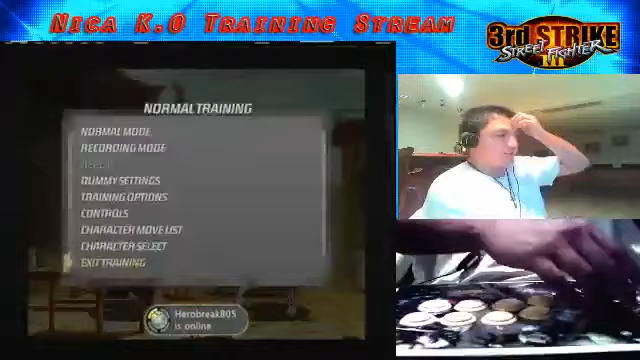 Nica K.O Training Stream
3rd STRIKE
STREET FIGHTER
III
NORMAL TRAINING
NORMAL MODE
RECORDING MODE
DUMMY SETTINGS
TRAINING OPTIONS
CONTROLS
CHARACTER MOVE LIST
CHARACTER SELECT
EXIT TRAINING
Herobreak805
is online